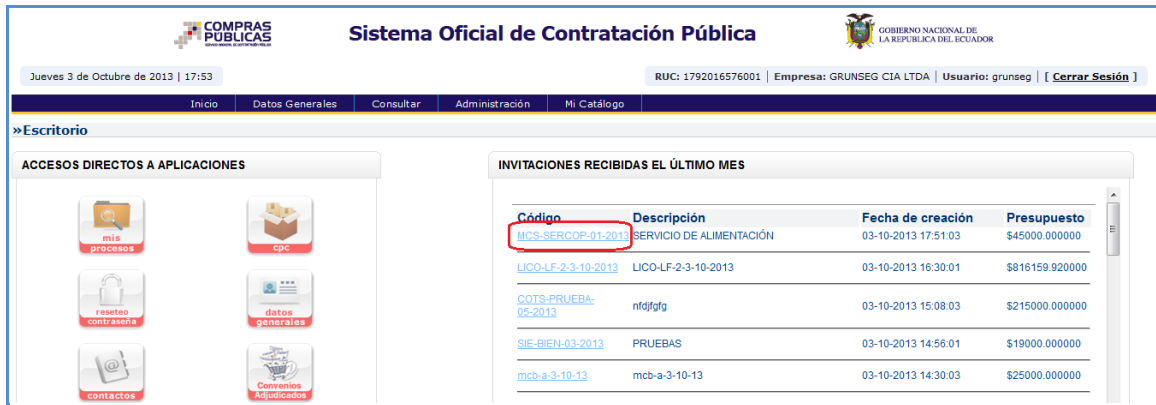 COMPRAS
PÚBLICAS
Sistema Oficial de Contratación Pública
GOBIERNO NACIONAL DE
LA REPUBLICA DEL ECUADOR
Jueves 3 de Octubre de 2013 | 17:53
RUC: 1792016576001 | Empresa: GRUNSEG CIA LTDA | Usuario: grunseg | [ Cerrar Sesión ]
Inicio Datos Generales Consultar Administración Mi Catálogo
»Escritorio
ACCESOS DIRECTOS A APLICACIONES
mis
procesos
cpc
reseteo
contraseña
datos
generales
contactos
Convenios
Adjudicados
INVITACIONES RECIBIDAS EL ÚLTIMO MES
Código Descripción Fecha de creación Presupuesto
MCS-SERCOP-01-2013 SERVICIO DE ALIMENTACIÓN 03-10-2013 17:51:03 $45000.000000
LICO-LF-2-3-10-2013 LICO-LF-2-3-10-2013 03-10-2013 16:30:01 $816159.920000
COTS-PRUEBA-
05-2013 nfdjfgfg 03-10-2013 15:08:03 $215000.000000
SIE-BIEN-03-2013 PRUEBAS 03-10-2013 14:56:01 $19000.000000
mcb-a-3-10-13 mcb-a-3-10-13 03-10-2013 14:30:03 $25000.000000